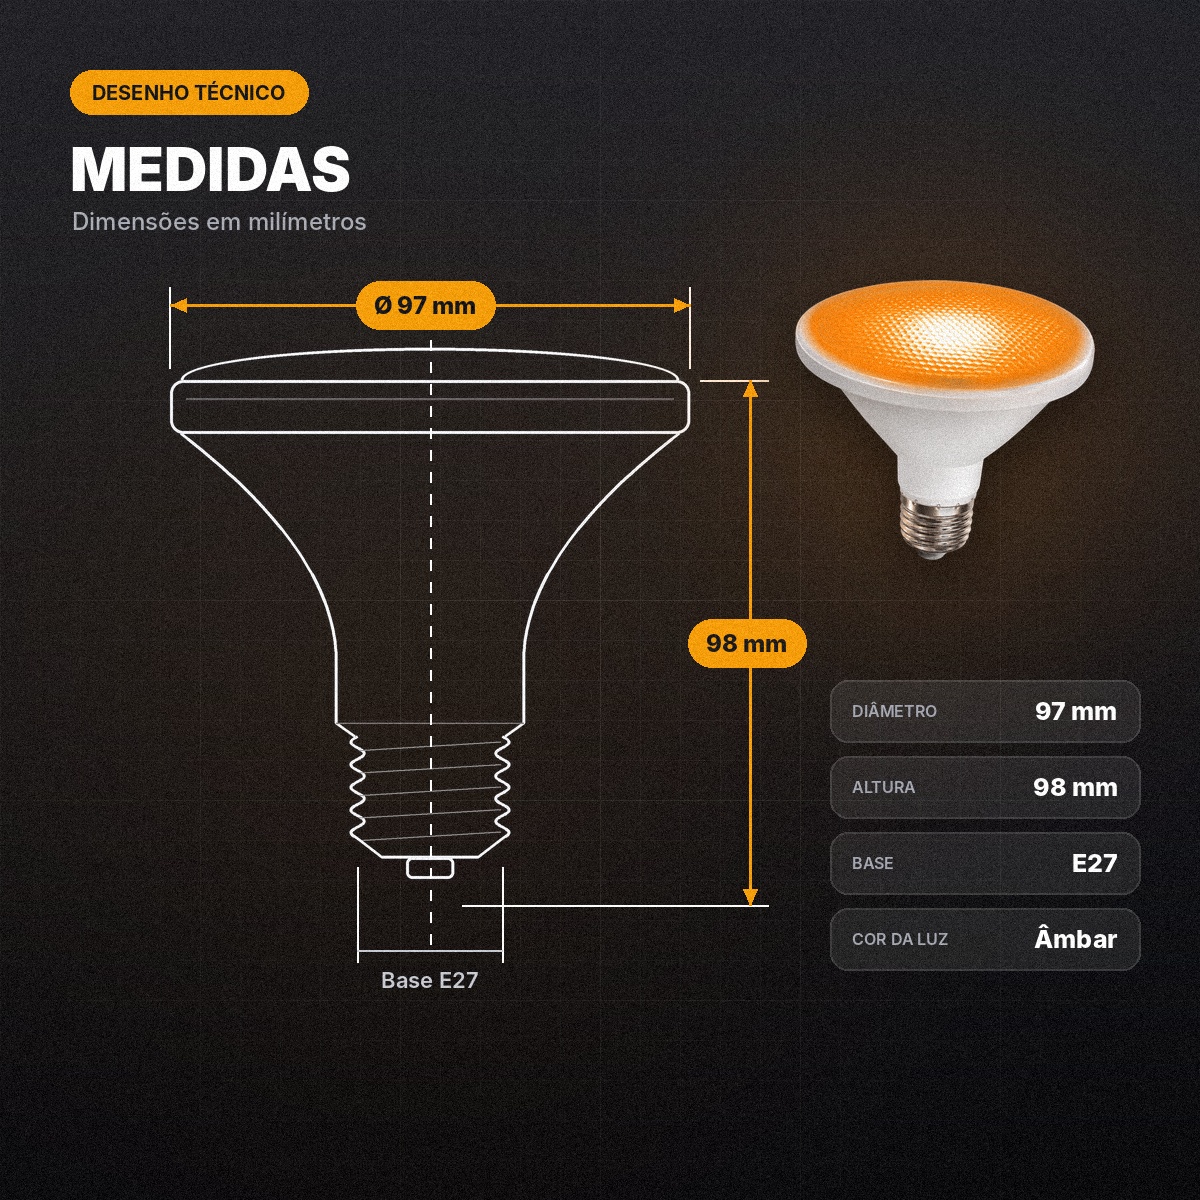 DESENHO TÉCNICO
MEDIDAS
Dimensões em milímetros
Ø 97 mm
98 mm
DIÂMETRO 97 mm
ALTURA 98 mm
BASE E27
COR DA LUZ Âmbar
Base E27